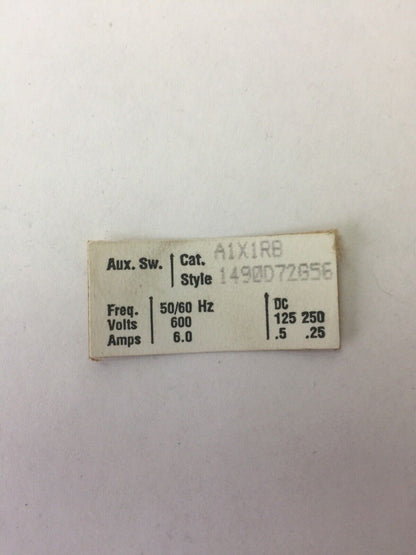 Aux. Sw. Cat. A1X1RB
Style 1490D72G56
Freq. 50/60 Hz DC
Volts 600 125 250
Amps 6.0 .5 .25